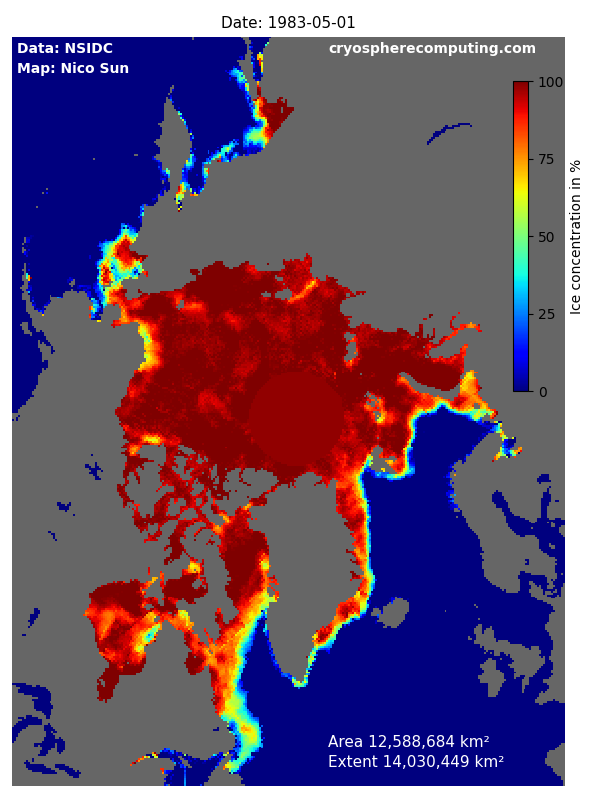 Date: 1983-05-01
Data: NSIDC
Map: Nico Sun
cryospherecomputing.com
100
75
50
25
0
Ice concentration in %
Area 12,588,684 km²
Extent 14,030,449 km²